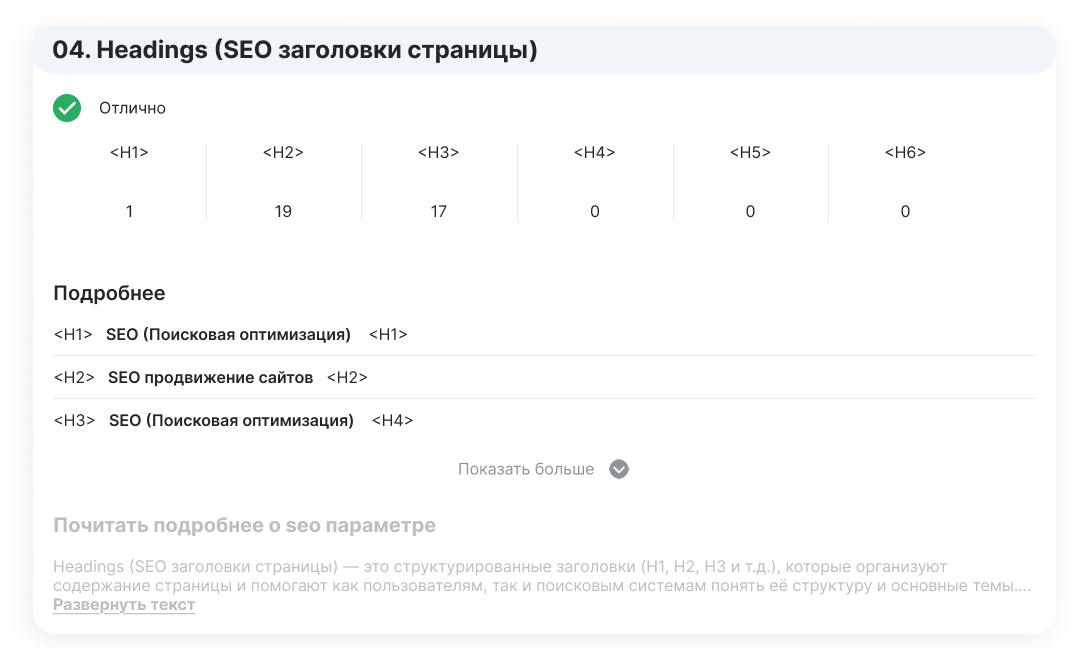 04. Headings (SEO заголовки страницы)
Отлично
<H1> <H2> <H3> <H4> <H5> <H6>
1 19 17 0 0 0
Подробнее
<H1> SEO (Поисковая оптимизация) <H1>
<H2> SEO продвижение сайтов <H2>
<H3> SEO (Поисковая оптимизация) <H4>
Показать больше
Почитать подробнее о seo параметре
Headings (SEO заголовки страницы) — это структурированные заголовки (H1, H2, H3 и т.д.), которые организуют
содержание страницы и помогают как пользователям, так и поисковым системам понять её структуру и основные темы....
Развернуть текст